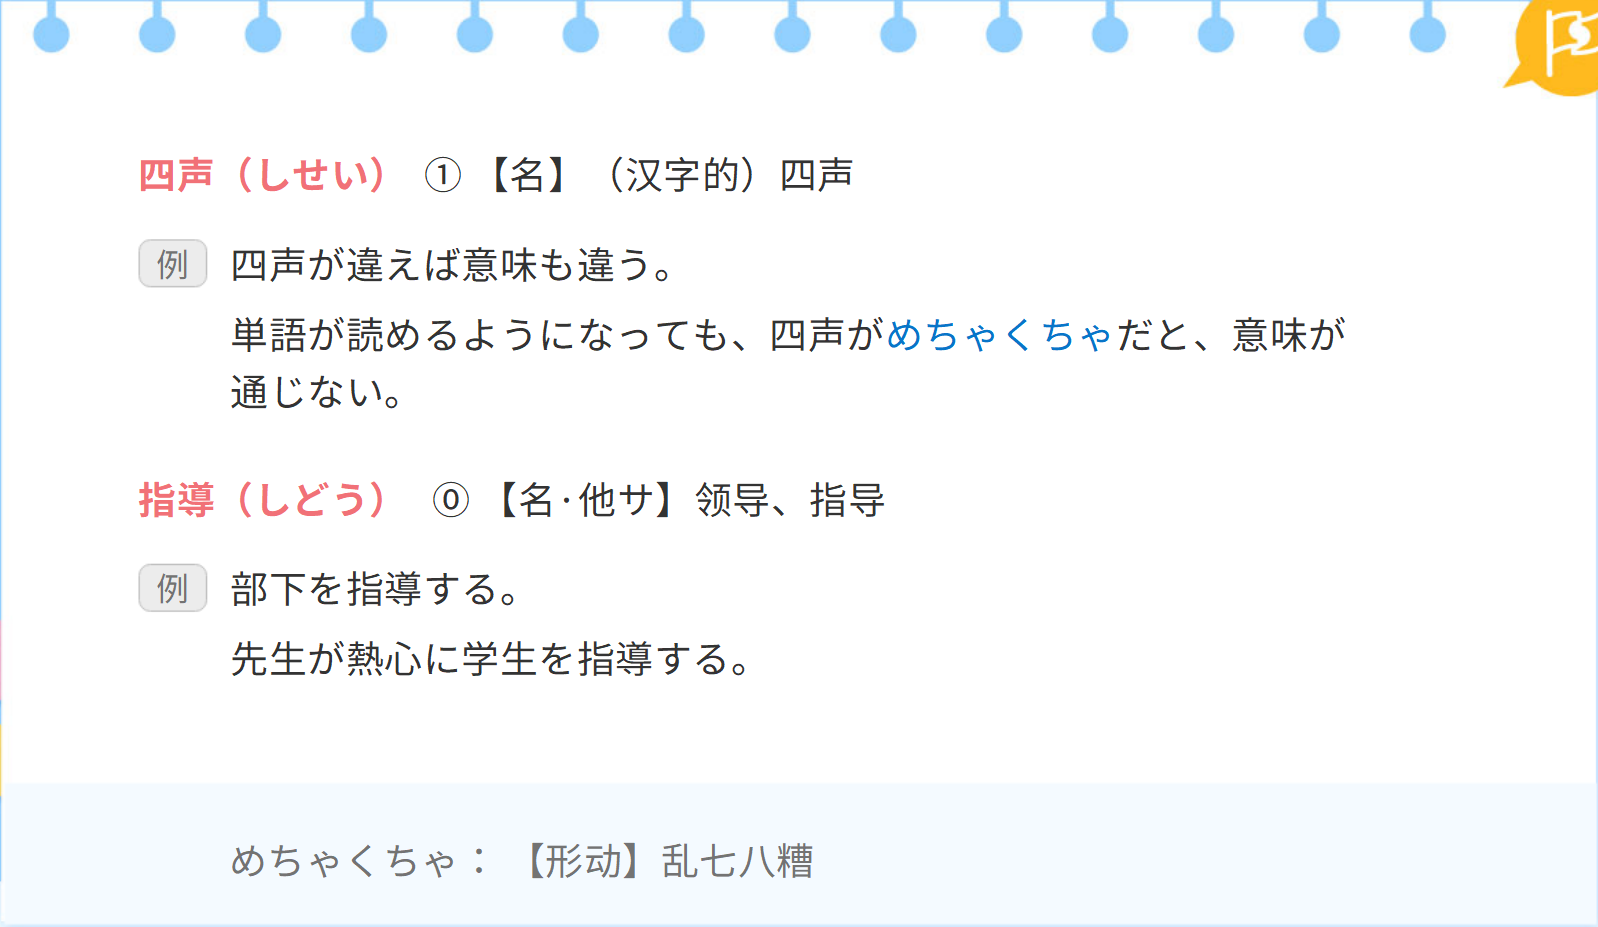 四声（しせい） ① 【名】（汉字的）四声
例 四声が違えば意味も違う。
単語が読めるようになっても、四声がめちゃくちゃだと、意味が
通じない。
指導（しどう） ⓪ 【名·他サ】领导、指导
例 部下を指導する。
先生が熱心に学生を指導する。
めちゃくちゃ：【形动】乱七八糟